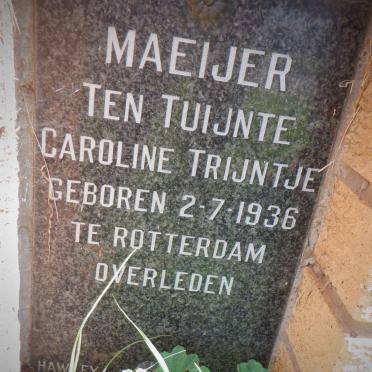 MAEIJER
TEN TUIJNTE
CAROLINE TRIJNTJE
GEBOREN 2-7-1936
TE ROTTERDAM
OVERLEDEN